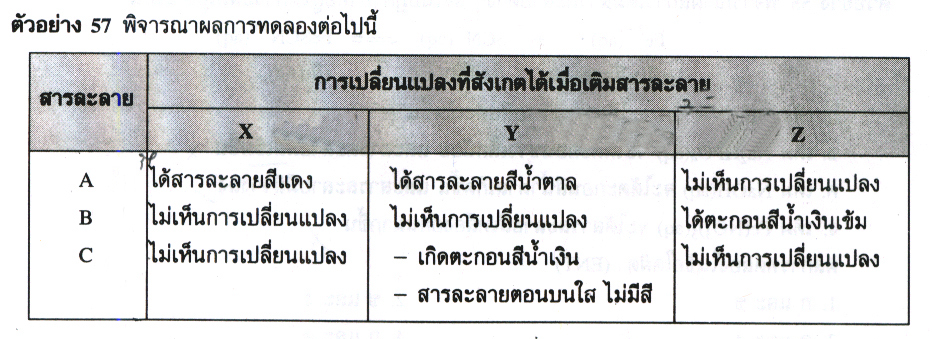 ตัวอย่าง 57 พิจารณาผลการทดลองต่อไปนี้
สารละลาย การเปลี่ยนแปลงที่สังเกตได้เมื่อเติมสารละลาย
X Y Z
A ได้สารละลายสีแดง ได้สารละลายสีน้ำตาล ไม่เห็นการเปลี่ยนแปลง
B ไม่เห็นการเปลี่ยนแปลง ไม่เห็นการเปลี่ยนแปลง ได้ตะกอนสีน้ำเงินเข้ม
C ไม่เห็นการเปลี่ยนแปลง – เกิดตะกอนสีน้ำเงิน ไม่เห็นการเปลี่ยนแปลง
– สารละลายตอนบนใส ไม่มีสี